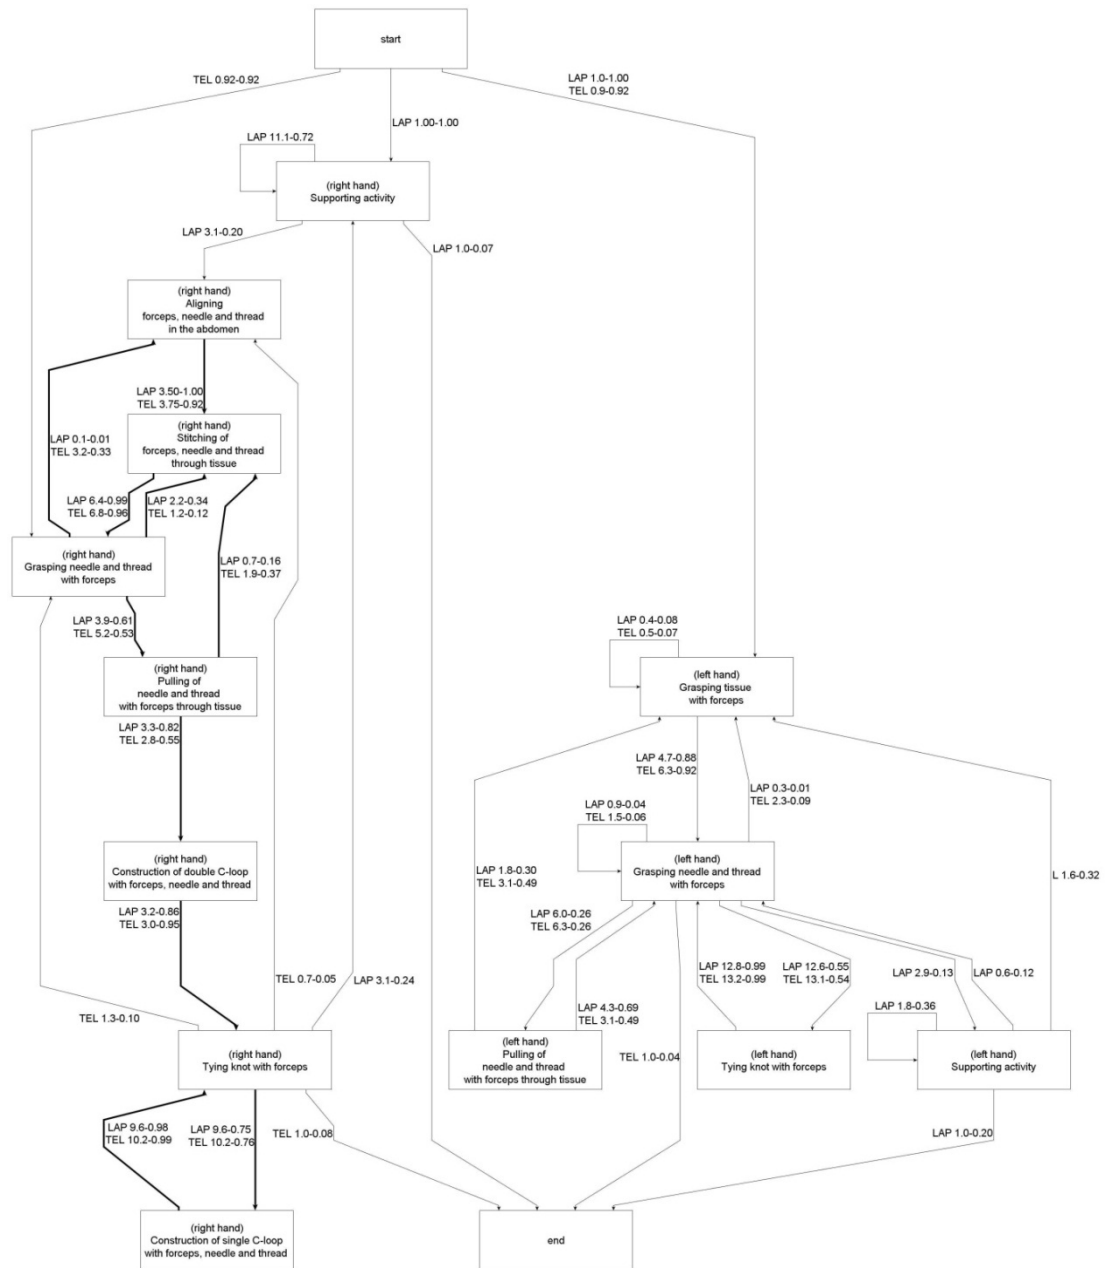 start
TEL 0.92-0.92
LAP 1.0-1.00
TEL 0.9-0.92
LAP 1.00-1.00
LAP 11.1-0.72
(right hand)
Supporting activity
LAP 3.1-0.20
LAP 1.0-0.07
(right hand)
Aligning
forceps, needle and thread
in the abdomen
LAP 3.50-1.00
TEL 3.75-0.92
(right hand)
Stitching of
forceps, needle and thread
through tissue
LAP 0.1-0.01
TEL 3.2-0.33
LAP 6.4-0.99
TEL 6.8-0.96
LAP 2.2-0.34
TEL 1.2-0.12
(right hand)
Grasping needle and thread
with forceps
LAP 0.7-0.16
TEL 1.9-0.37
LAP 3.9-0.61
TEL 5.2-0.53
LAP 0.4-0.08
TEL 0.5-0.07
(right hand)
Pulling of
needle and thread
with forceps through tissue
(left hand)
Grasping tissue
with forceps
LAP 3.3-0.82
TEL 2.8-0.55
LAP 4.7-0.88
TEL 6.3-0.92
LAP 0.3-0.01
TEL 2.3-0.09
LAP 0.9-0.04
TEL 1.5-0.06
(right hand)
Construction of double C-loop
with forceps, needle and thread
(left hand)
Grasping needle and thread
with forceps
LAP 1.8-0.30
TEL 3.1-0.49
L 1.6-0.32
LAP 3.2-0.86
TEL 3.0-0.95
LAP 6.0-0.26
TEL 6.3-0.26
LAP 12.8-0.99
TEL 13.2-0.99
LAP 12.6-0.55
TEL 13.1-0.54
LAP 2.9-0.13
LAP 0.6-0.12
TEL 0.7-0.05
LAP 3.1-0.24
LAP 4.3-0.69
TEL 3.1-0.49
LAP 1.8-0.36
TEL 1.3-0.10
(right hand)
Tying knot with forceps
(left hand)
Pulling of
needle and thread
with forceps through tissue
TEL 1.0-0.04
(left hand)
Tying knot with forceps
(left hand)
Supporting activity
LAP 9.6-0.98
TEL 10.2-0.99
LAP 9.6-0.75
TEL 10.2-0.76
TEL 1.0-0.08
LAP 1.0-0.20
(right hand)
Construction of single C-loop
with forceps, needle and thread
end